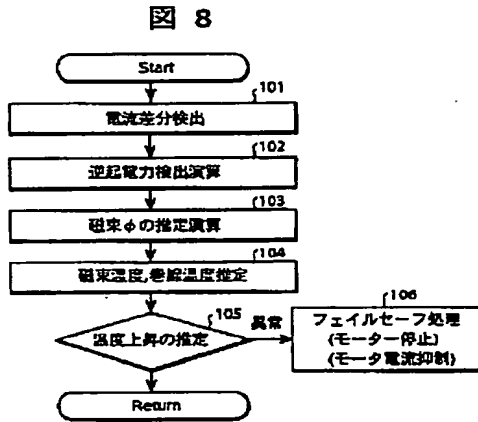 図 8
Start
101
電流差分検出
102
逆起電力検出演算
103
磁束φの推定演算
104
磁束温度,巻線温度推定
105
温度上昇の推定
異常
106
フェイルセーフ処理
(モーター停止)
(モータ電流抑制)
Return